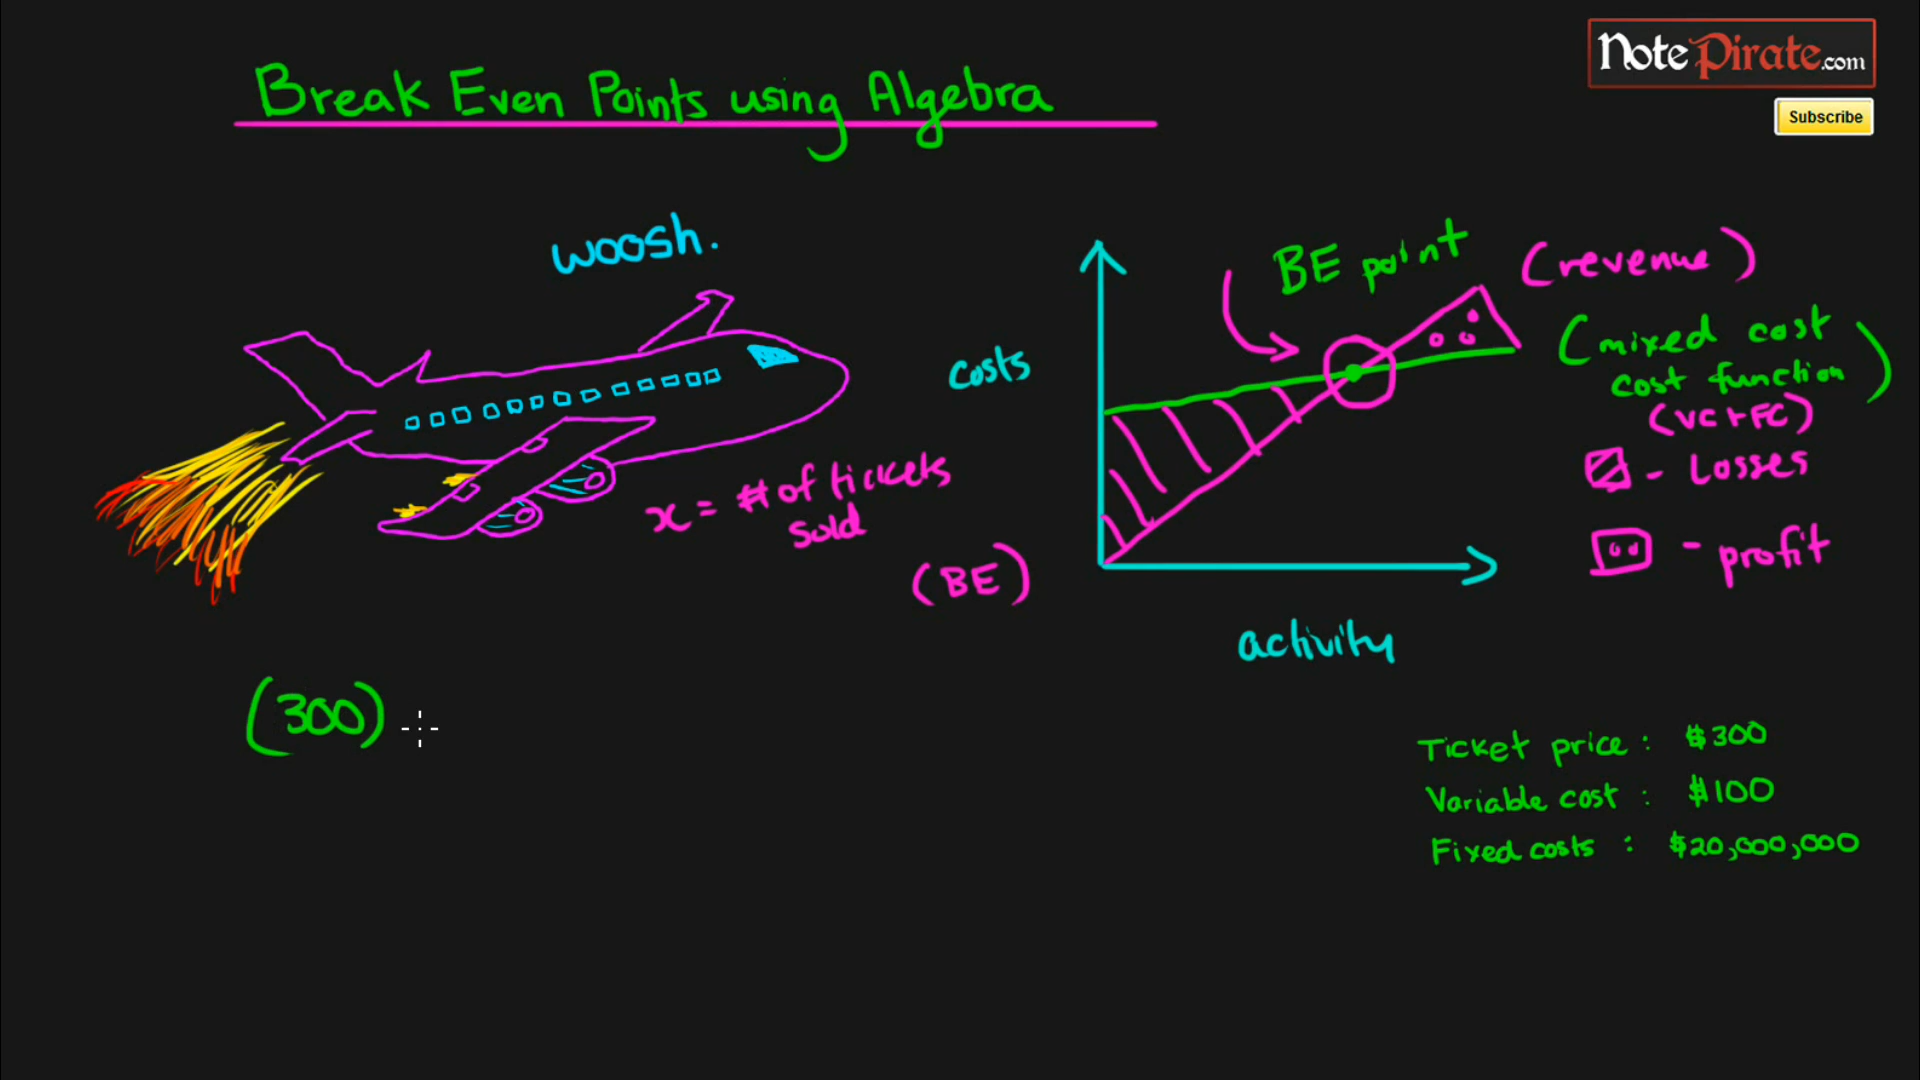 Break Even Points using Algebra
NotePirate.com
Subscribe
woosh.
BE point
(revenue)
(mixed cost
cost function)
(VC+FC)
costs
- Losses
x = # of tickets
sold
(BE)
- profit
activity
(300)
Ticket price : $300
Variable cost : $100
Fixed costs : $20,000,000